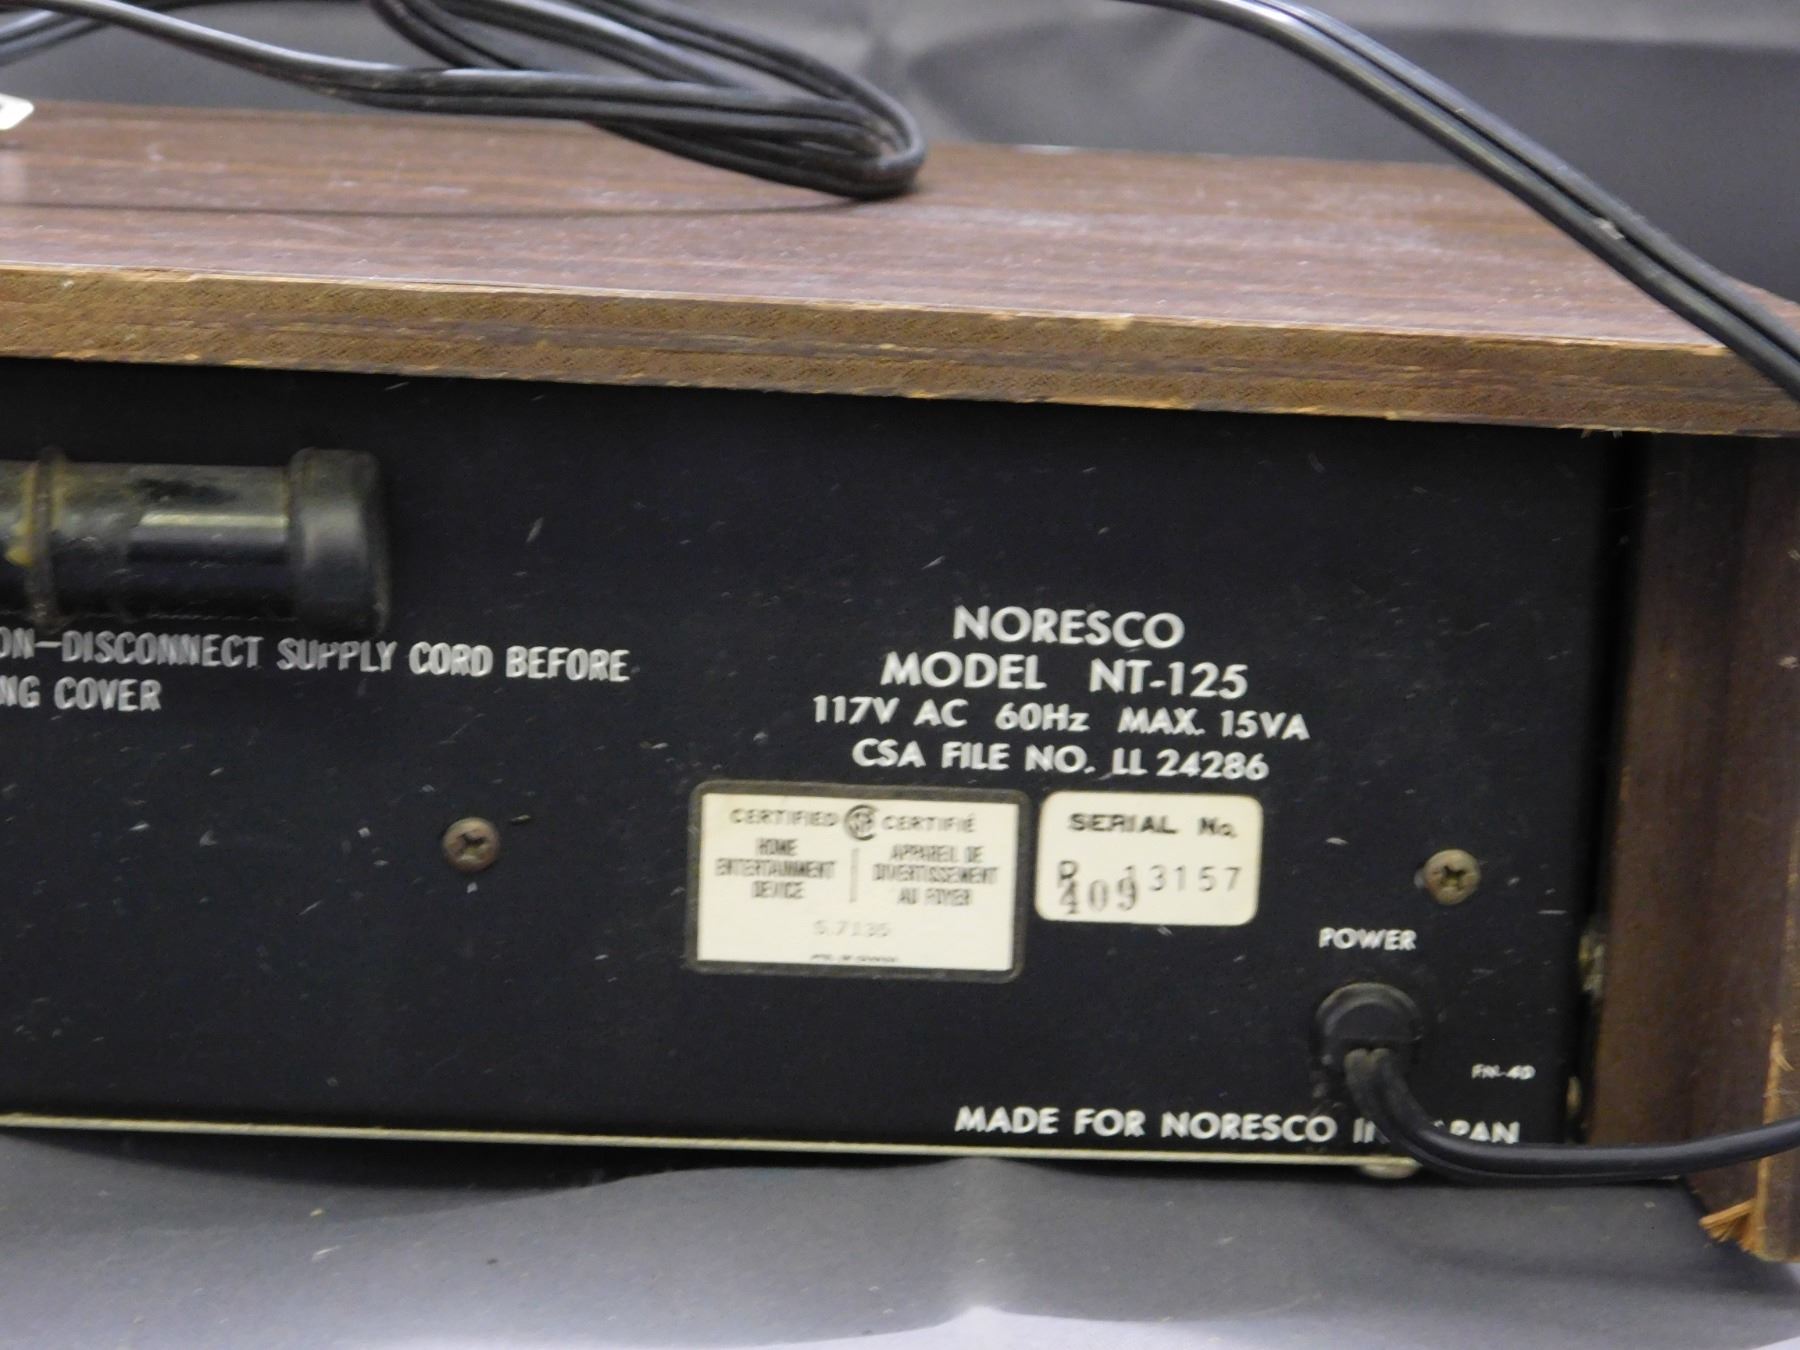 ON-DISCONNECT SUPPLY CORD BEFORE
NG COVER
NORESCO
MODEL NT-125
117V AC 60Hz MAX. 15VA
CSA FILE NO. LL 24286
CERTIFIED CERTIFIÉ
HOME ENTERTAINMENT DEVICE
APPAREIL DE DIVERTISSEMENT AU FOYER
SERIAL No.
13157
409
POWER
MADE FOR NORESCO IN JAPAN